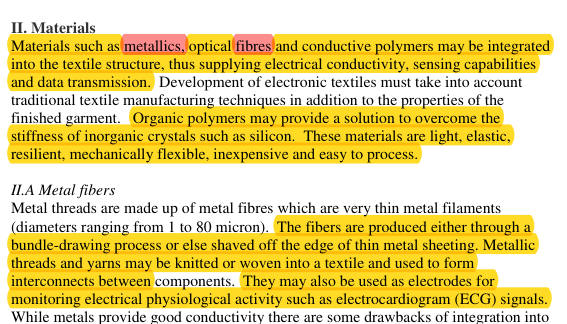 II. Materials
Materials such as metallics, optical fibres and conductive polymers may be integrated
into the textile structure, thus supplying electrical conductivity, sensing capabilities
and data transmission. Development of electronic textiles must take into account
traditional textile manufacturing techniques in addition to the properties of the
finished garment. Organic polymers may provide a solution to overcome the
stiffness of inorganic crystals such as silicon. These materials are light, elastic,
resilient, mechanically flexible, inexpensive and easy to process.
II.A Metal fibers
Metal threads are made up of metal fibres which are very thin metal filaments
(diameters ranging from 1 to 80 micron). The fibers are produced either through a
bundle-drawing process or else shaved off the edge of thin metal sheeting. Metallic
threads and yarns may be knitted or woven into a textile and used to form
interconnects between components. They may also be used as electrodes for
monitoring electrical physiological activity such as electrocardiogram (ECG) signals.
While metals provide good conductivity there are some drawbacks of integration into